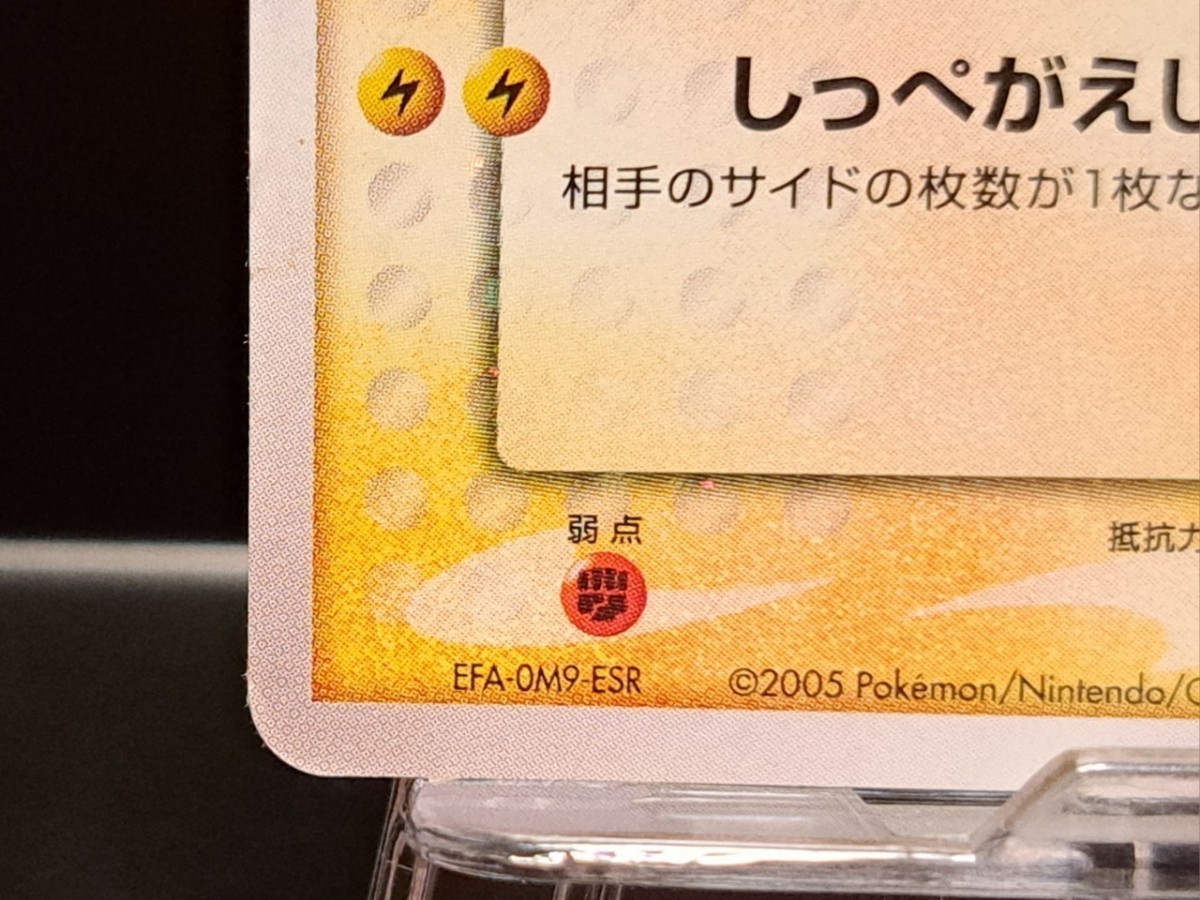 しっぺがえし
相手のサイドの枚数が1枚な
弱点
抵抗力
EFA-0M9-ESR
©2005 Pokémon/Nintendo/C